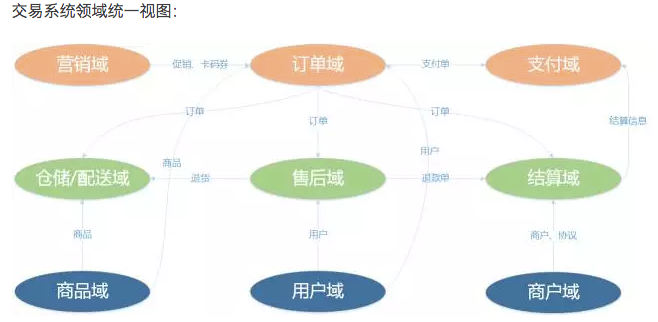 交易系统领域统一视图：
营销域
促销、卡码券
订单域
支付单
支付域
订单
订单
订单
结算信息
商品
用户
仓储/配送域
退货
售后域
退款单
结算域
商品
用户
商户、协议
商品域
用户域
商户域